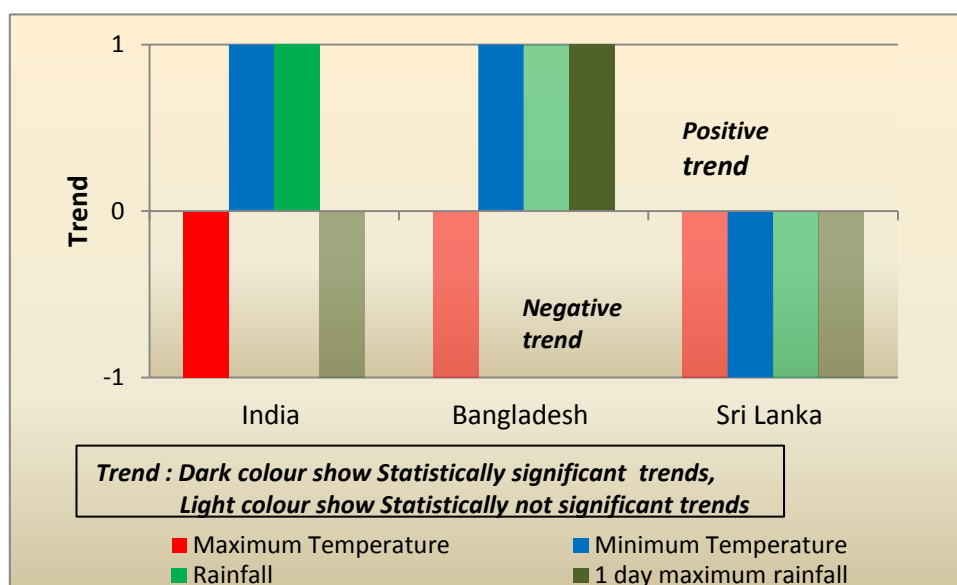 1
0
-1
Trend
Positive
trend
Negative
trend
India Bangladesh Sri Lanka
Trend : Dark colour show Statistically significant trends,
Light colour show Statistically not significant trends
Maximum Temperature Minimum Temperature
Rainfall 1 day maximum rainfall